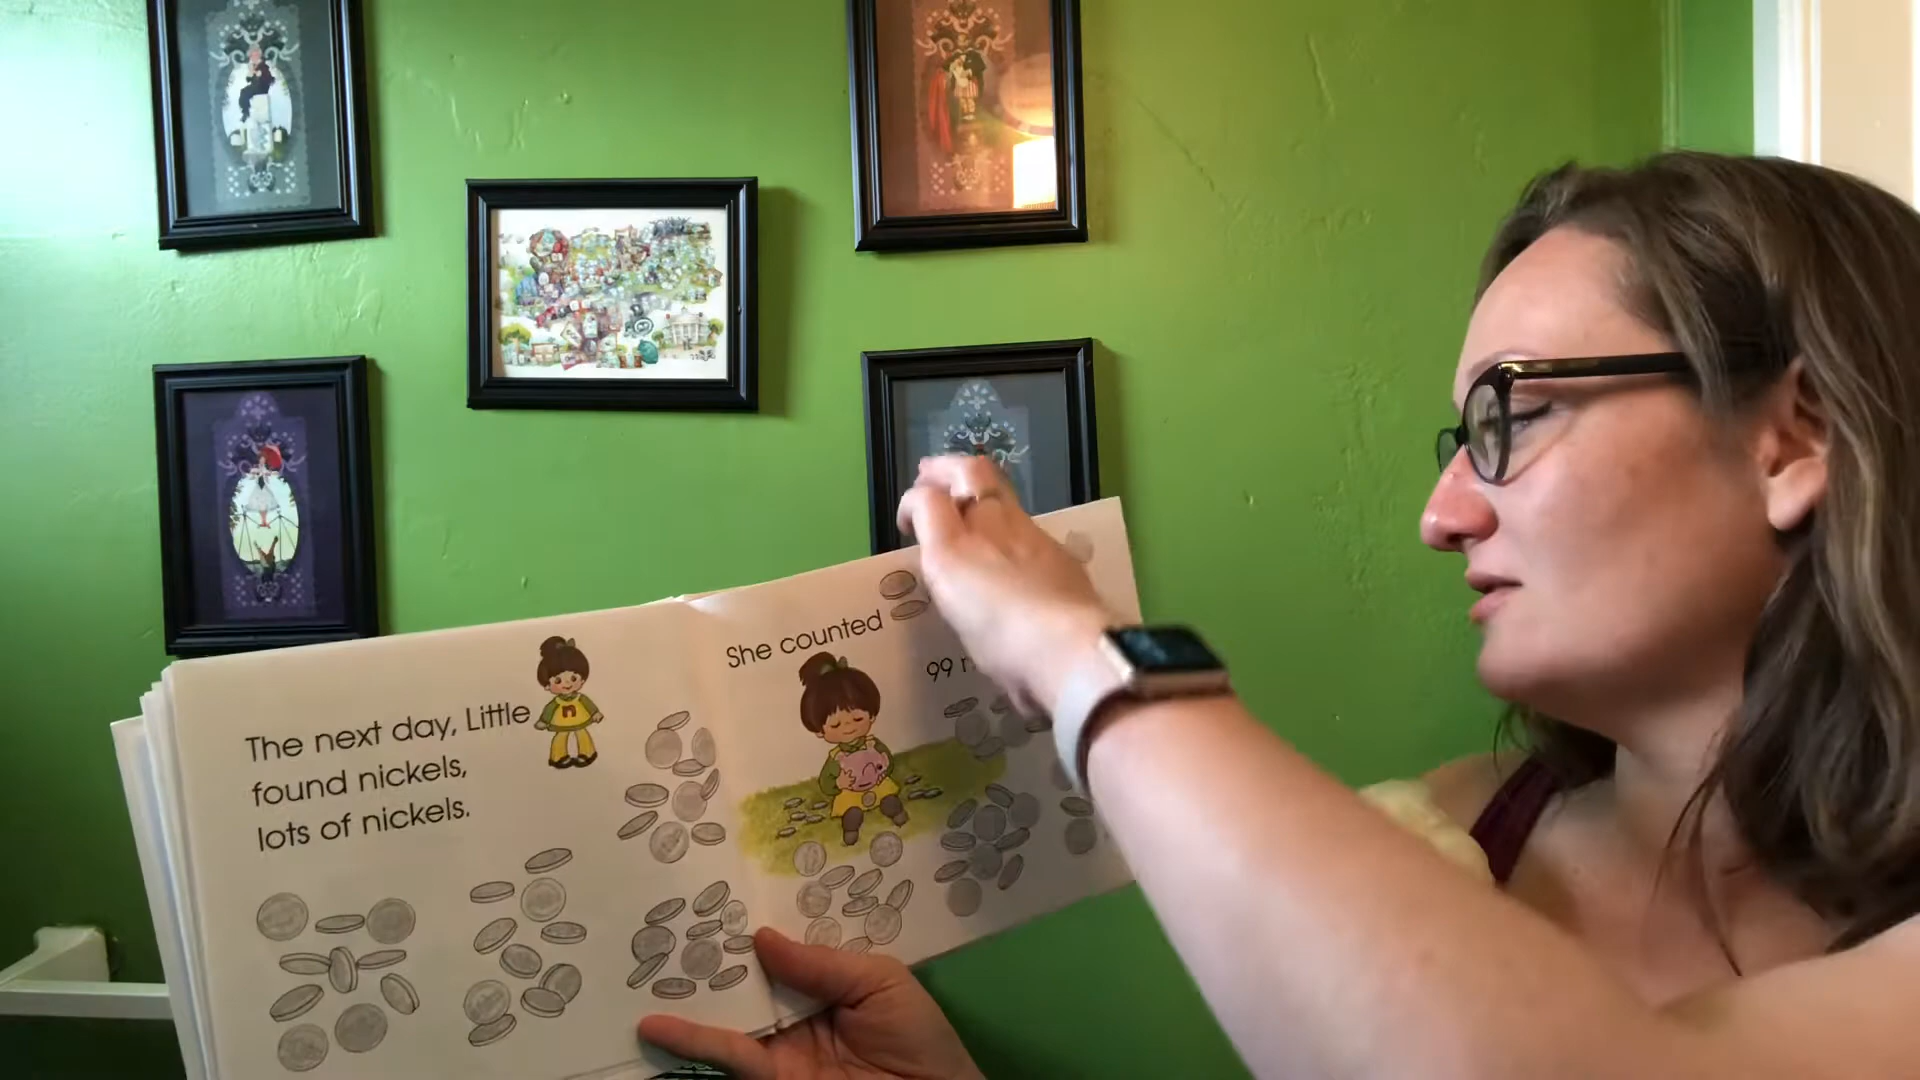 The next day, Little
found nickels,
lots of nickels.
She counted
99